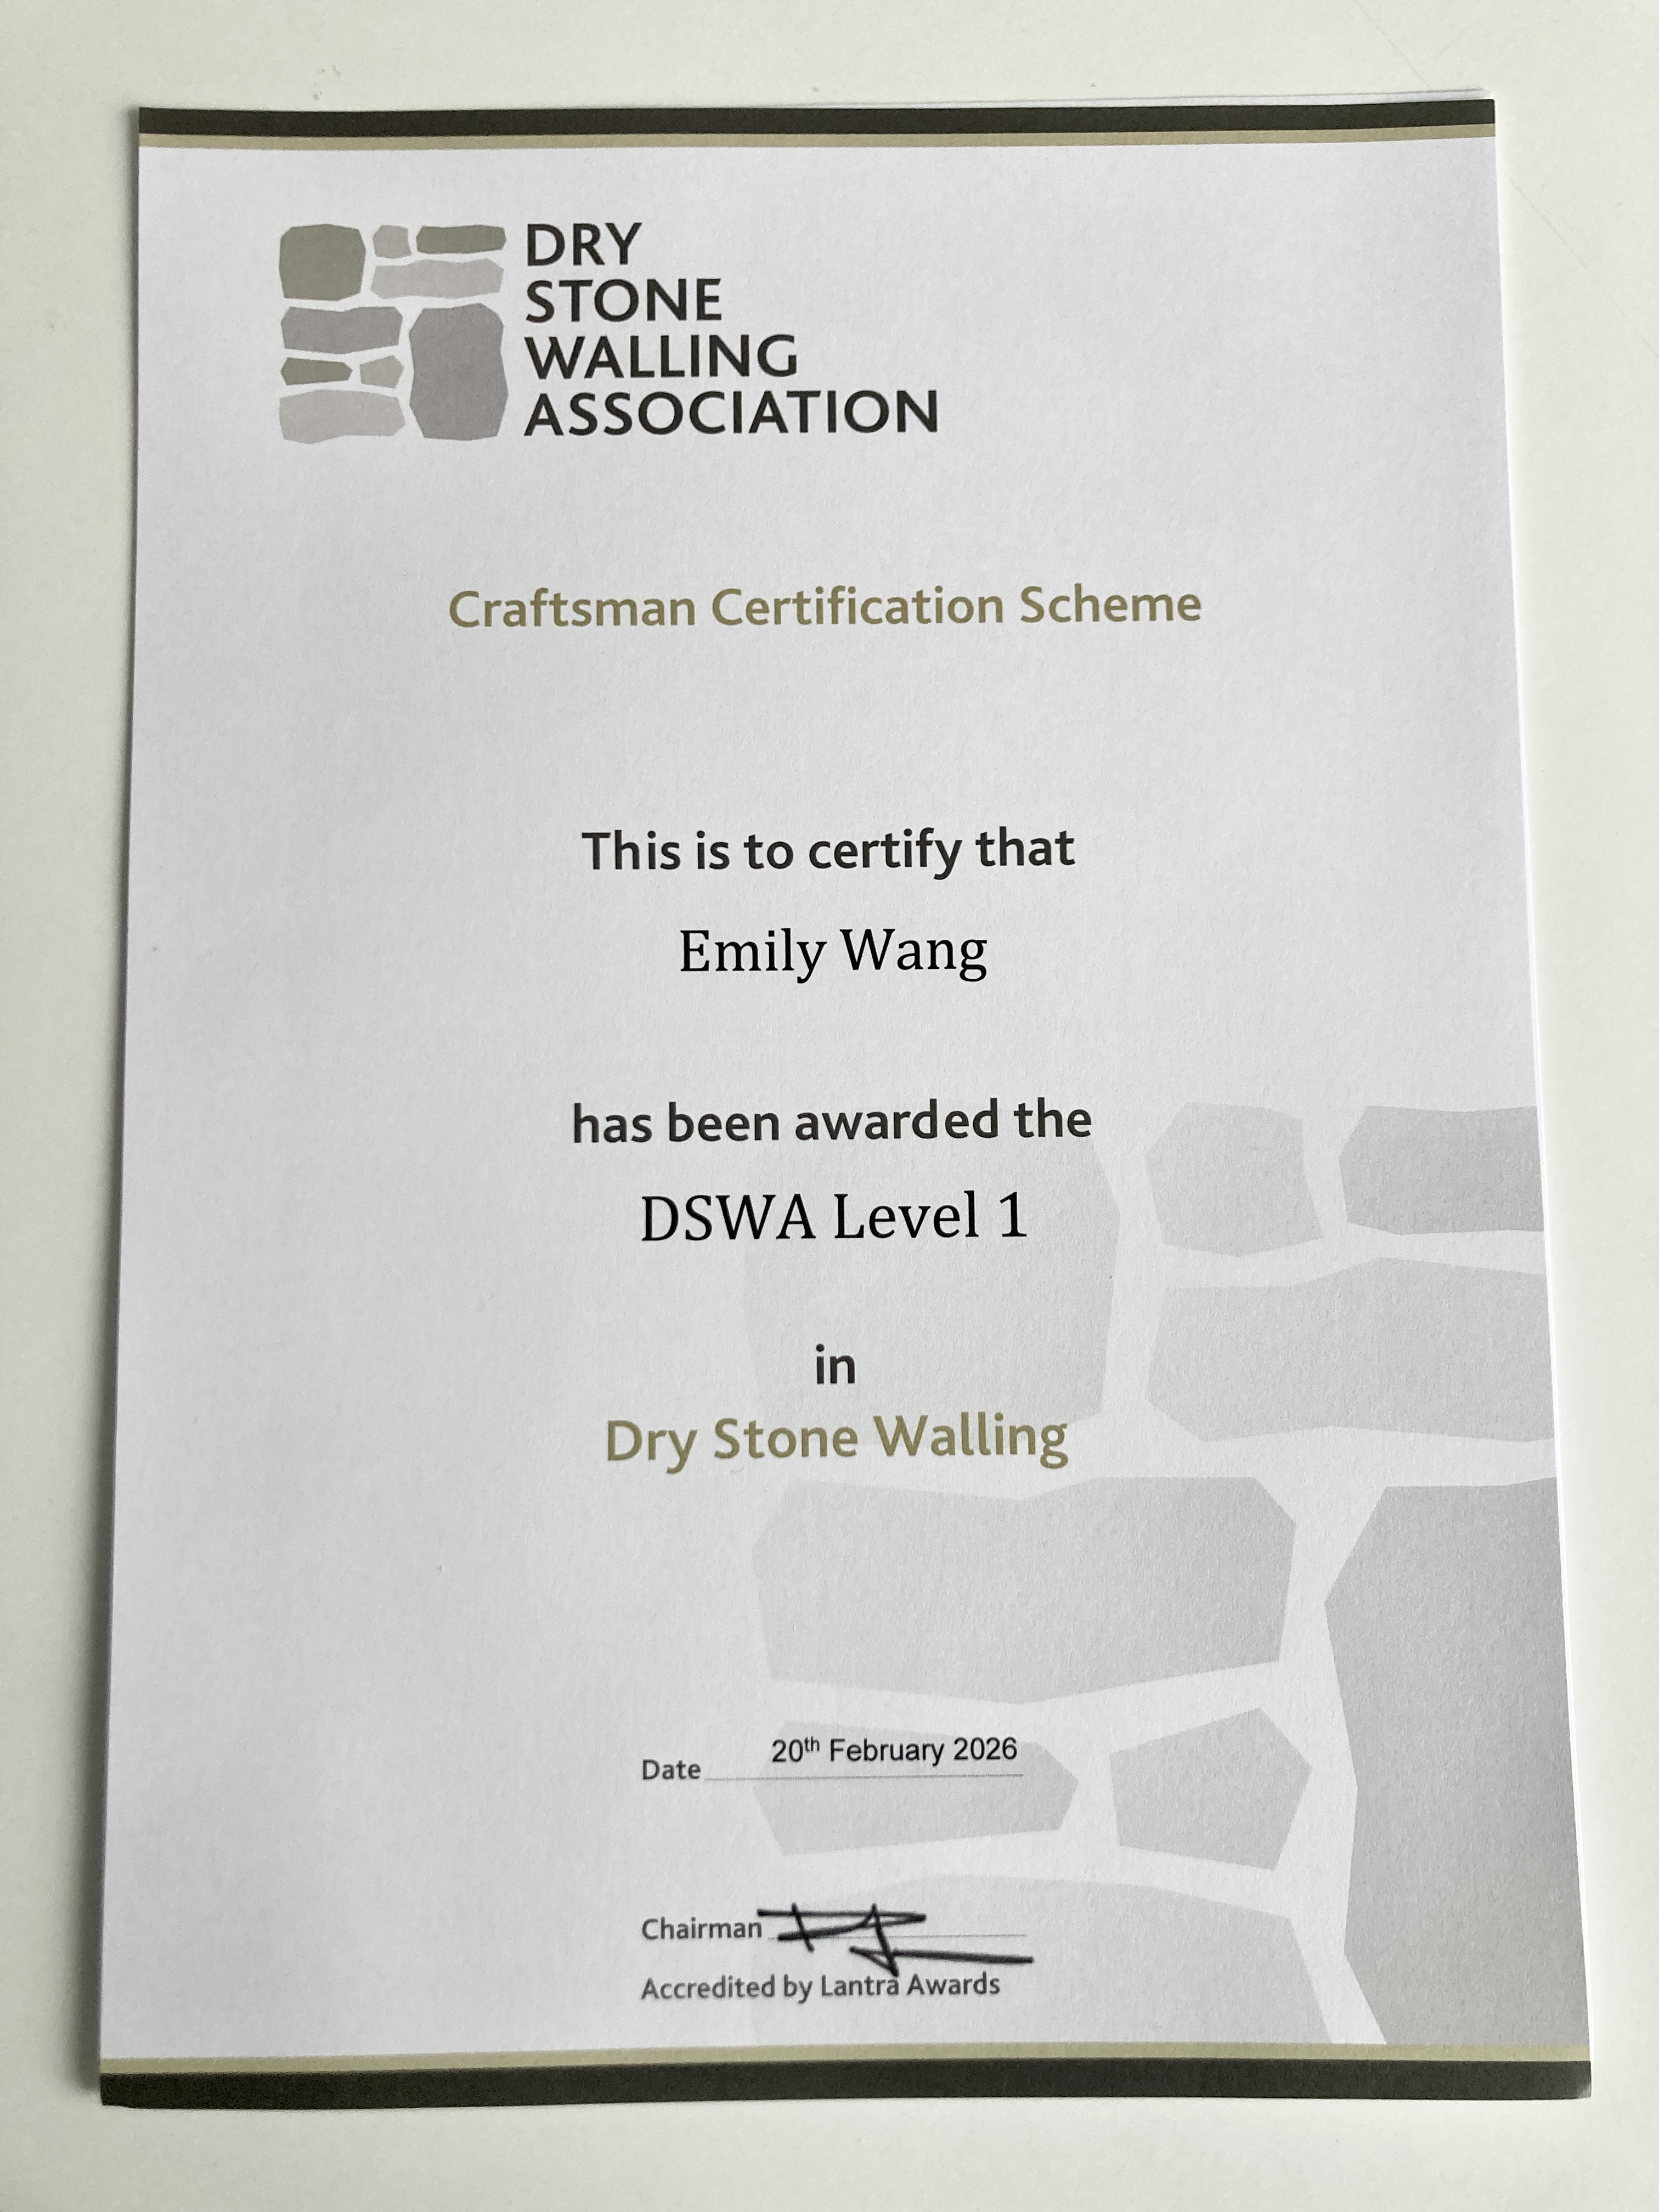 DRY
STONE
WALLING
ASSOCIATION
Craftsman Certification Scheme
This is to certify that
Emily Wang
has been awarded the
DSWA Level 1
in
Dry Stone Walling
Date 20th February 2026
Chairman
Accredited by Lantra Awards